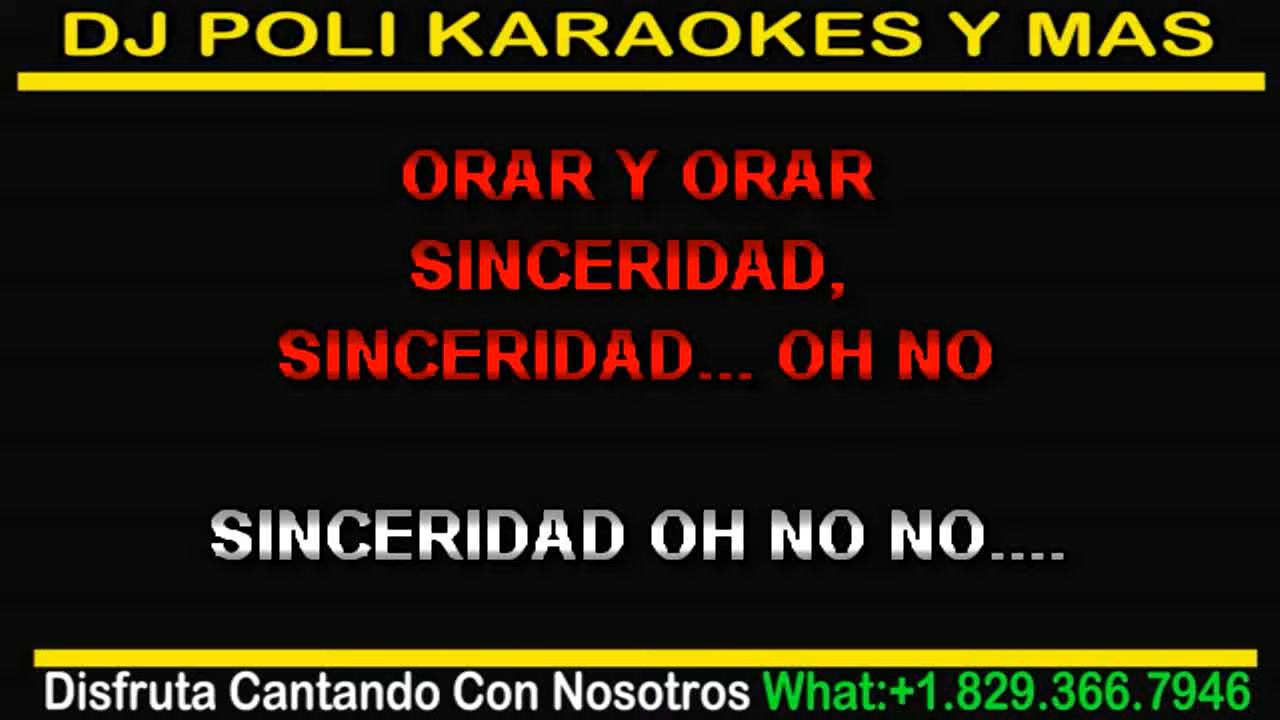 DJ POLI KARAOKES Y MAS
ORAR Y ORAR
SINCERIDAD,
SINCERIDAD... OH NO
SINCERIDAD OH NO NO....
Disfruta Cantando Con Nosotros What:+1.829.366.7946